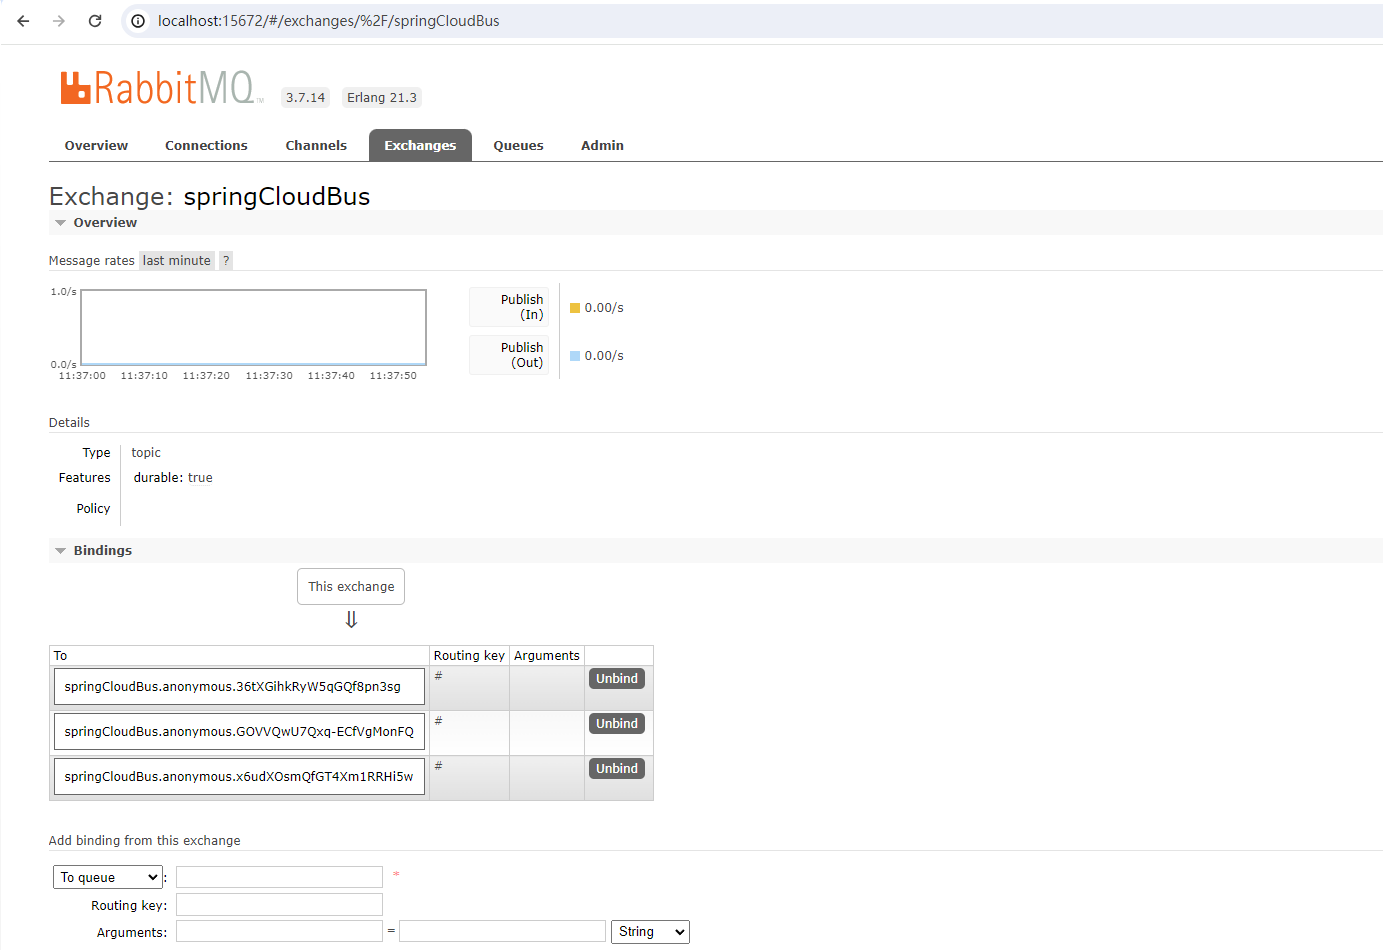 localhost:15672/#/exchanges/%2F/springCloudBus
RabbitMQ TM 3.7.14 Erlang 21.3
Overview Connections Channels Exchanges Queues Admin
Exchange: springCloudBus
Overview
Message rates last minute ?
1.0/s
0.0/s
11:37:00 11:37:10 11:37:20 11:37:30 11:37:40 11:37:50
Publish
(In)
0.00/s
Publish
(Out)
0.00/s
Details
Type topic
Features durable: true
Policy
Bindings
This exchange
⇓
To Routing key Arguments
springCloudBus.anonymous.36tXGihkRyW5qGQf8pn3sg # Unbind
springCloudBus.anonymous.GOVVQwU7Qxq-ECfVgMonFQ # Unbind
springCloudBus.anonymous.x6udXOsmQfGT4Xm1RRHi5w # Unbind
Add binding from this exchange
To queue : *
Routing key:
Arguments: = String